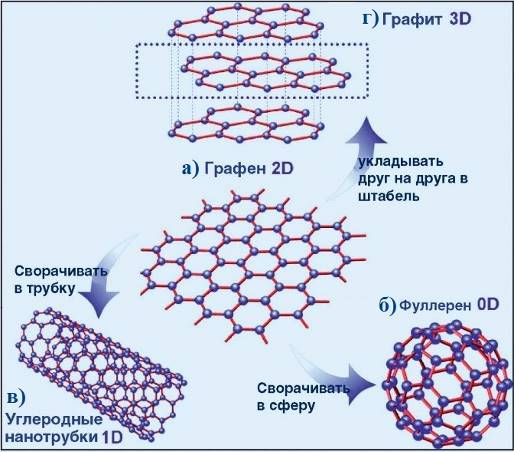 г) Графит 3D
а) Графен 2D
укладывать
друг на друга в
штабель
Сворачивать
в трубку
б) Фуллерен 0D
Сворачивать
в сферу
в)
Углеродные
нанотрубки 1D